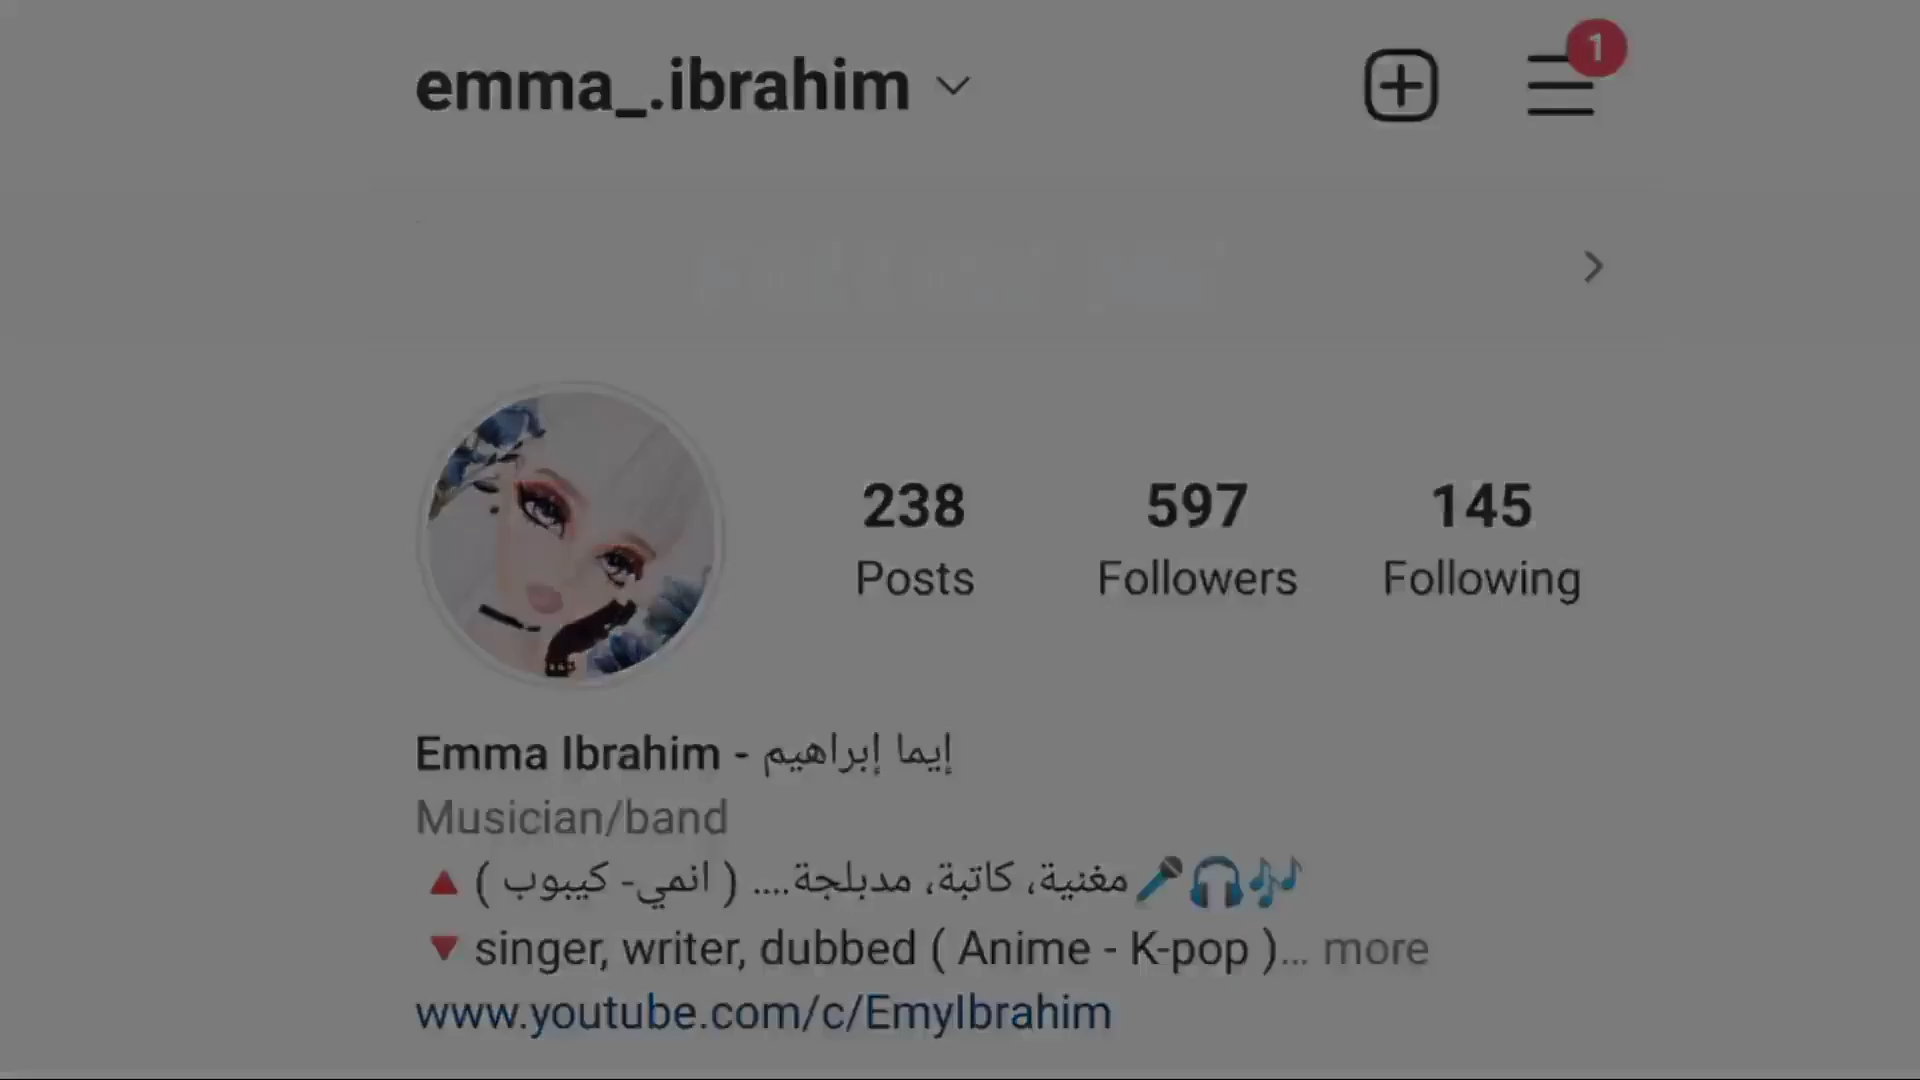 emma_.ibrahim
1
238 597 145
Posts Followers Following
Emma Ibrahim - إيما إبراهيم
Musician/band
🔺 ( انمي- كيبوب ) ....مغنية، كاتبة، مدبلجة🎤🎧🎶
🔻 singer, writer, dubbed ( Anime - K-pop )... more
www.youtube.com/c/EmyIbrahim